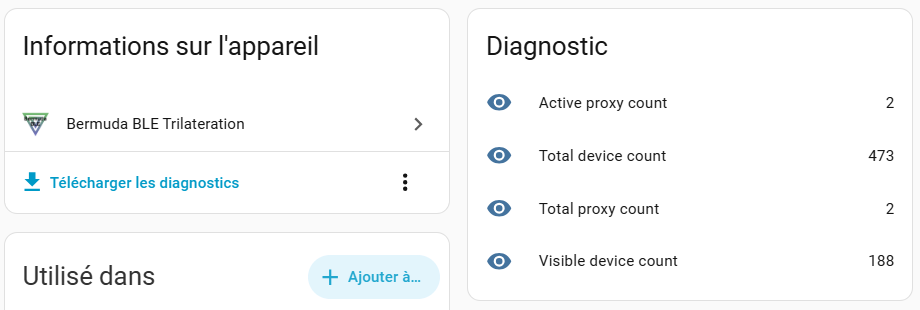 Informations sur l'appareil
Bermuda BLE Trilateration
Télécharger les diagnostics
Utilisé dans
Ajouter à...
Diagnostic
Active proxy count 2
Total device count 473
Total proxy count 2
Visible device count 188